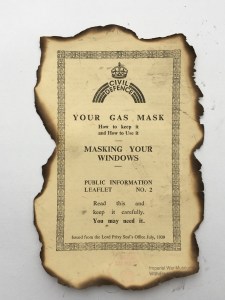 CIVIL
DEFENCE
YOUR GAS MASK
How to keep it
and How to Use it
MASKING YOUR
WINDOWS
PUBLIC INFORMATION
LEAFLET NO. 2
Read this and
keep it carefully.
You may need it.
Issued from the Lord Privy Seal's Office July, 1939